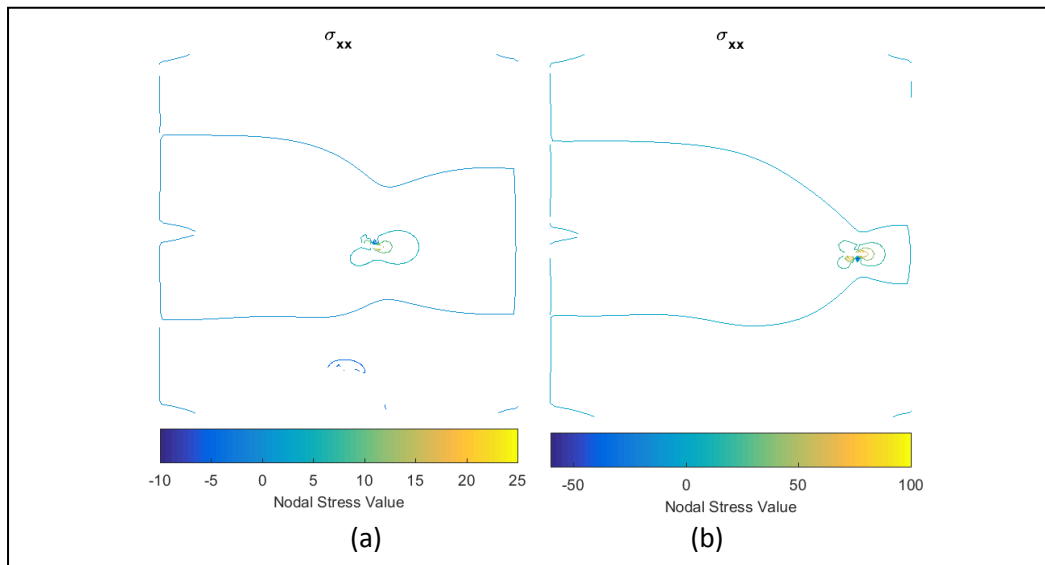 σxx
σxx
-10 -5 0 5 10 15 20 25
-50 0 50 100
Nodal Stress Value
Nodal Stress Value
(a)
(b)